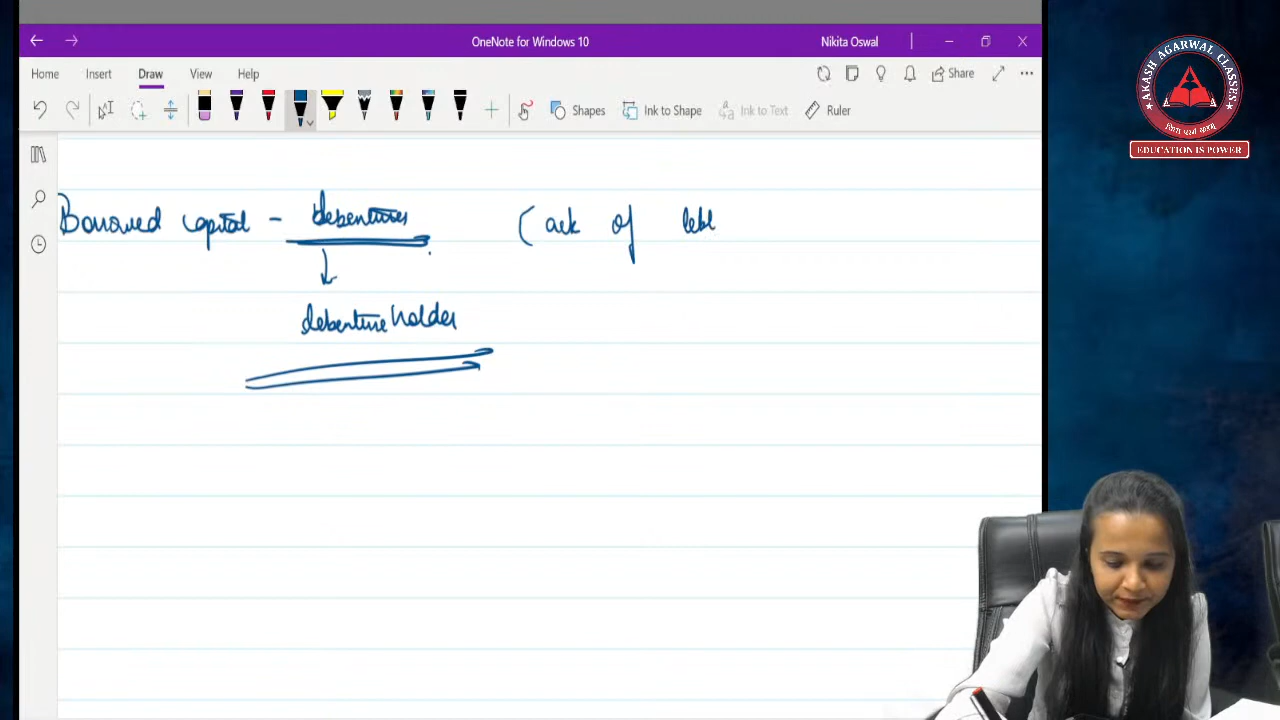 OneNote for Windows 10
Nikita Oswal
Home Insert Draw View Help
Share
Shapes Ink to Shape Ink to Text Ruler
Borrowed capital - debentures (ack of debt
debenture holder
AKASH AGARWAL CLASSES
EDUCATION IS POWER